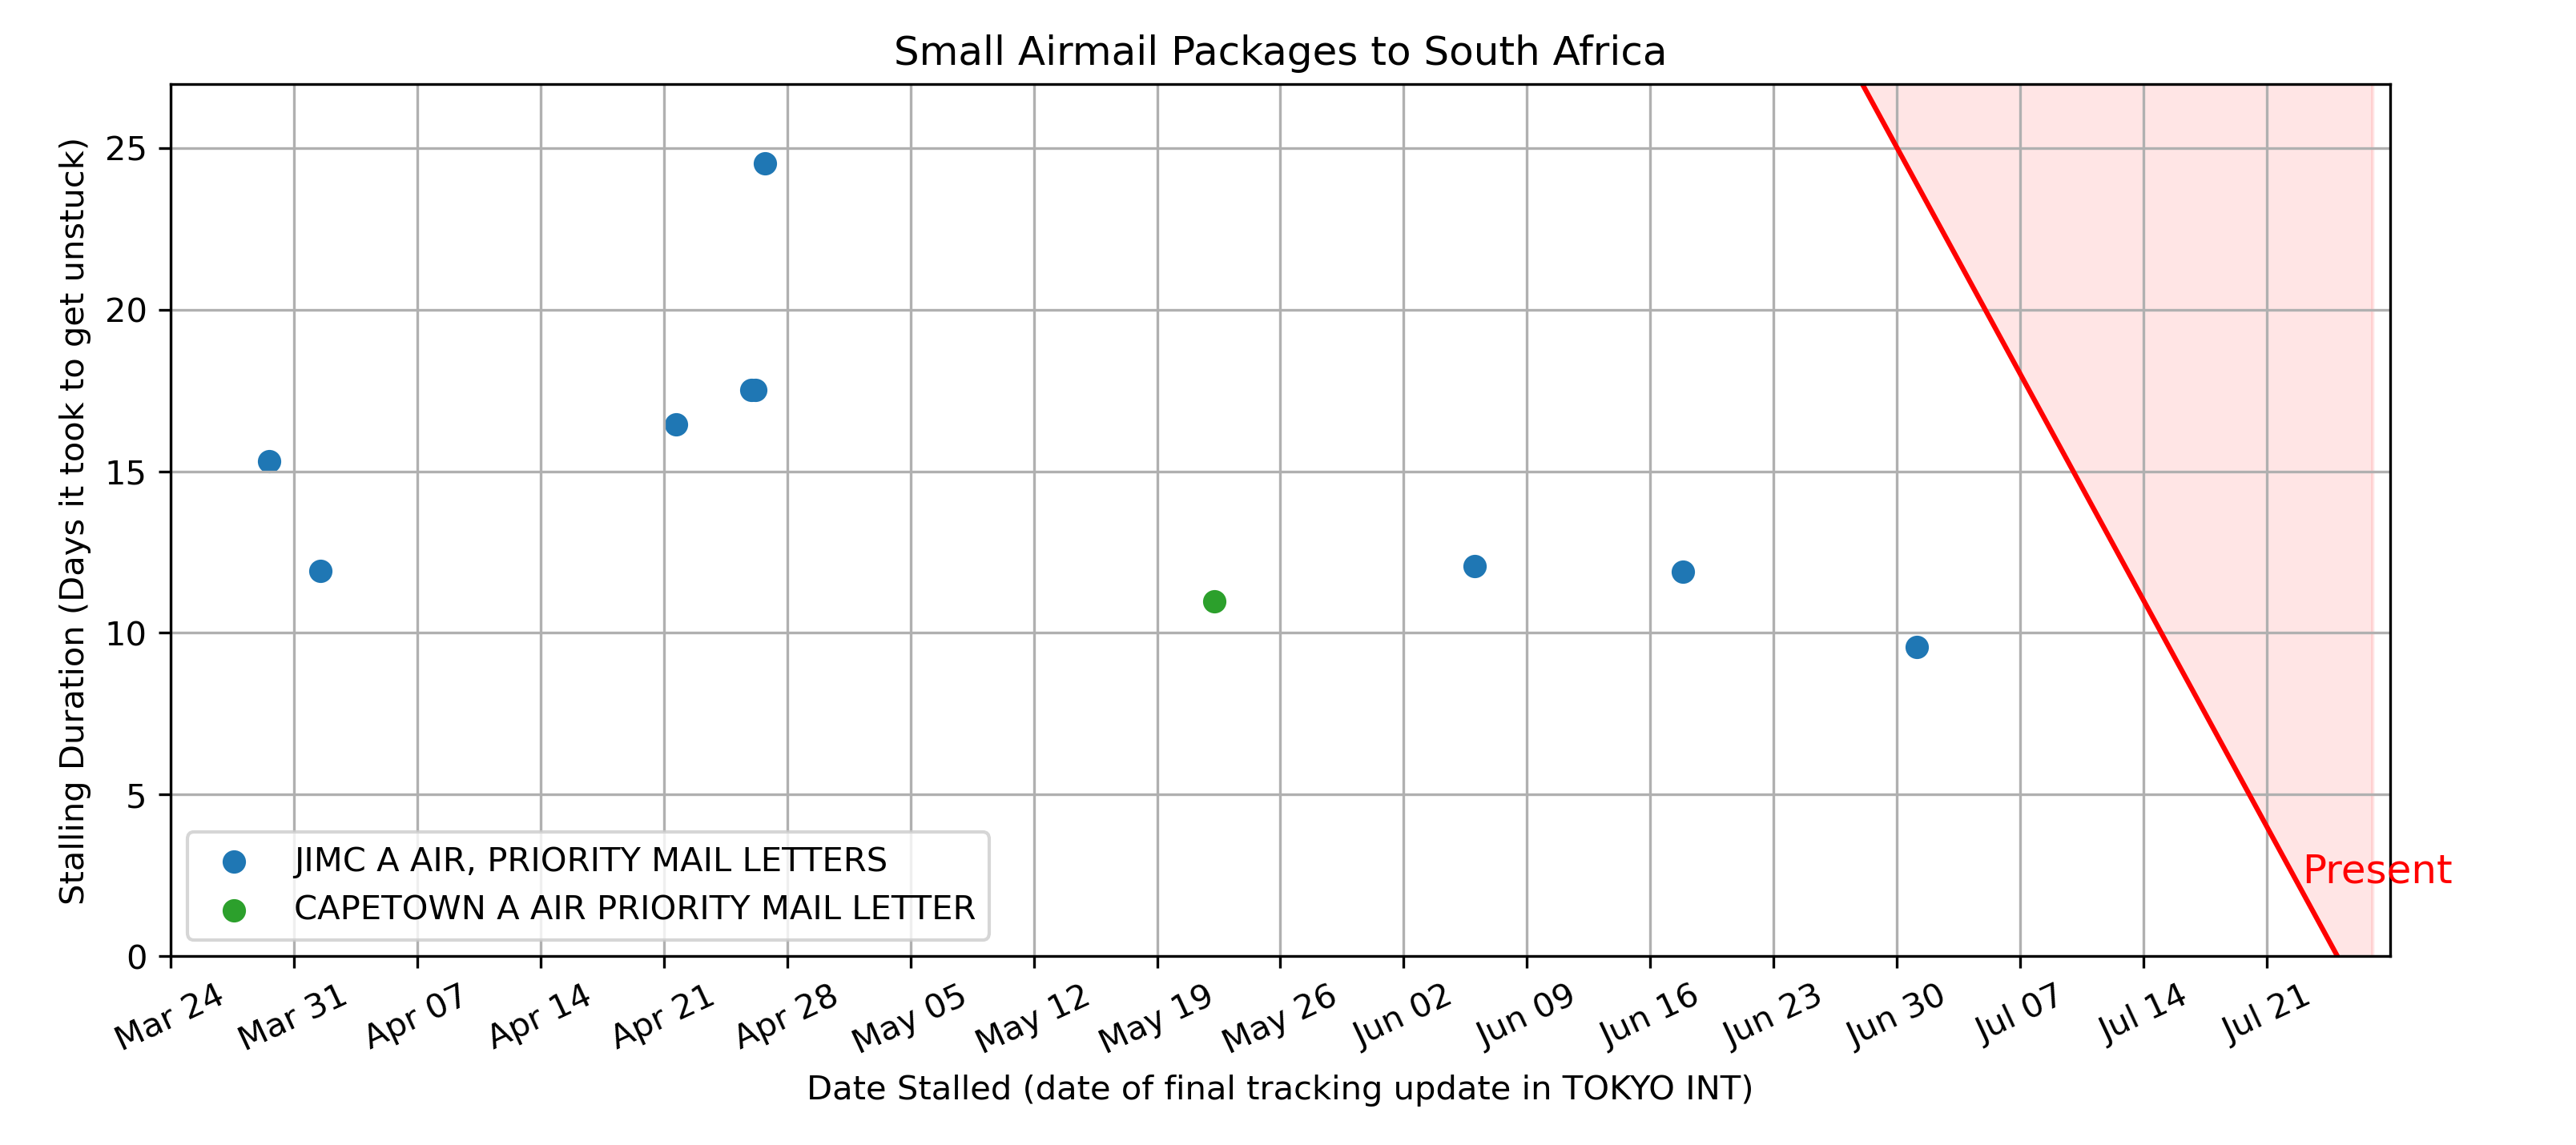 Small Airmail Packages to South Africa
Stalling Duration (Days it took to get unstuck)
25
20
15
10
5
0
Present
JIMC A AIR, PRIORITY MAIL LETTERS
CAPETOWN A AIR PRIORITY MAIL LETTER
Mar 24 Mar 31 Apr 07 Apr 14 Apr 21 Apr 28 May 05 May 12 May 19 May 26 Jun 02 Jun 09 Jun 16 Jun 23 Jun 30 Jul 07 Jul 14 Jul 21
Date Stalled (date of final tracking update in TOKYO INT)